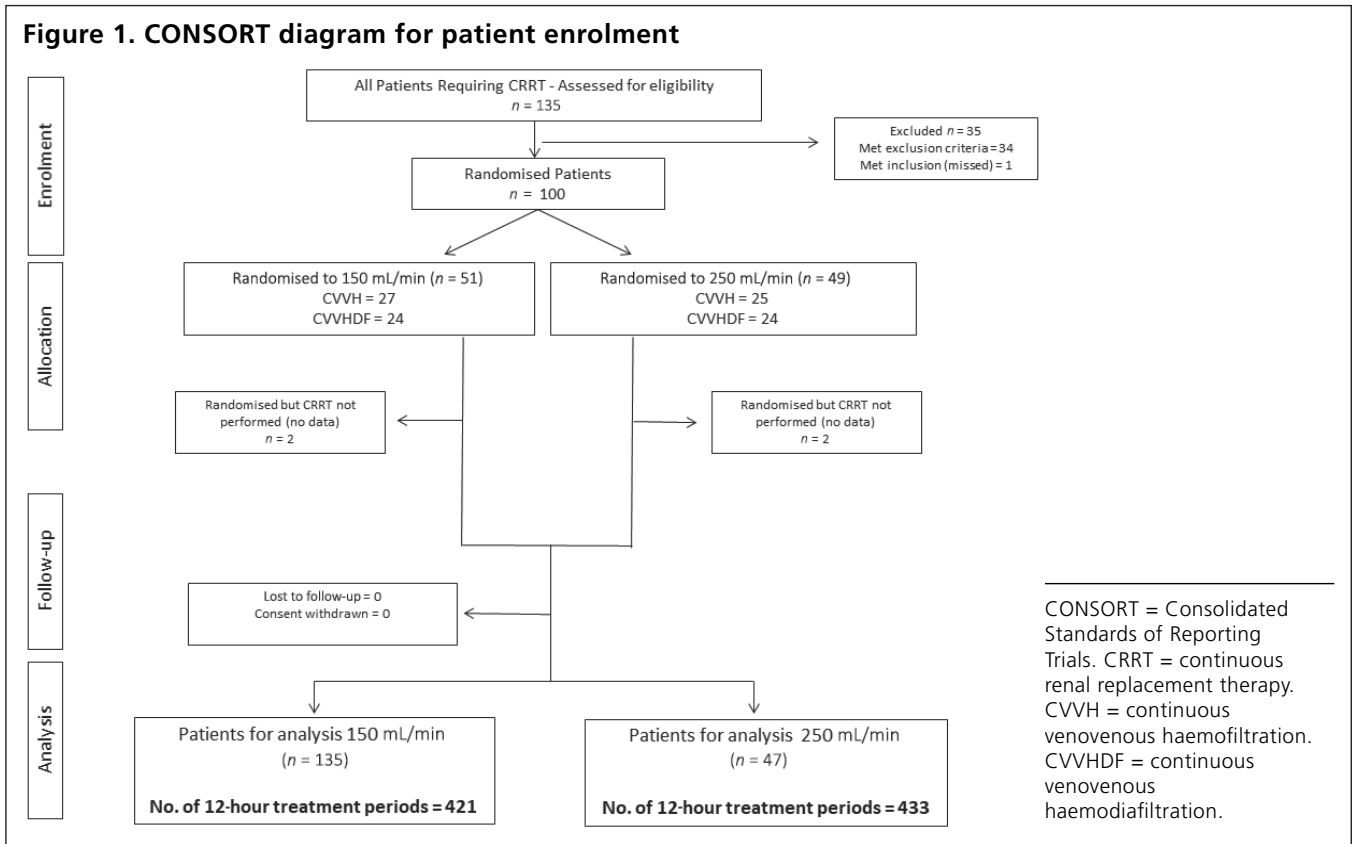 Figure 1. CONSORT diagram for patient enrolment
Enrolment
All Patients Requiring CRRT - Assessed for eligibility
n = 135
Excluded n = 35
Met exclusion criteria = 34
Met inclusion (missed) = 1
Randomised Patients
n = 100
Allocation
Randomised to 150 mL/min (n = 51)
CVVH = 27
CVVHDF = 24
Randomised to 250 mL/min (n = 49)
CVVH = 25
CVVHDF = 24
Randomised but CRRT not
performed (no data)
n = 2
Randomised but CRRT not
performed (no data)
n = 2
Follow-up
Lost to follow-up = 0
Consent withdrawn = 0
Analysis
Patients for analysis 150 mL/min
(n = 135)
No. of 12-hour treatment periods = 421
Patients for analysis 250 mL/min
(n = 47)
No. of 12-hour treatment periods = 433
CONSORT = Consolidated
Standards of Reporting
Trials. CRRT = continuous
renal replacement therapy.
CVVH = continuous
venovenous haemofiltration.
CVVHDF = continuous
venovenous
haemodiafiltration.